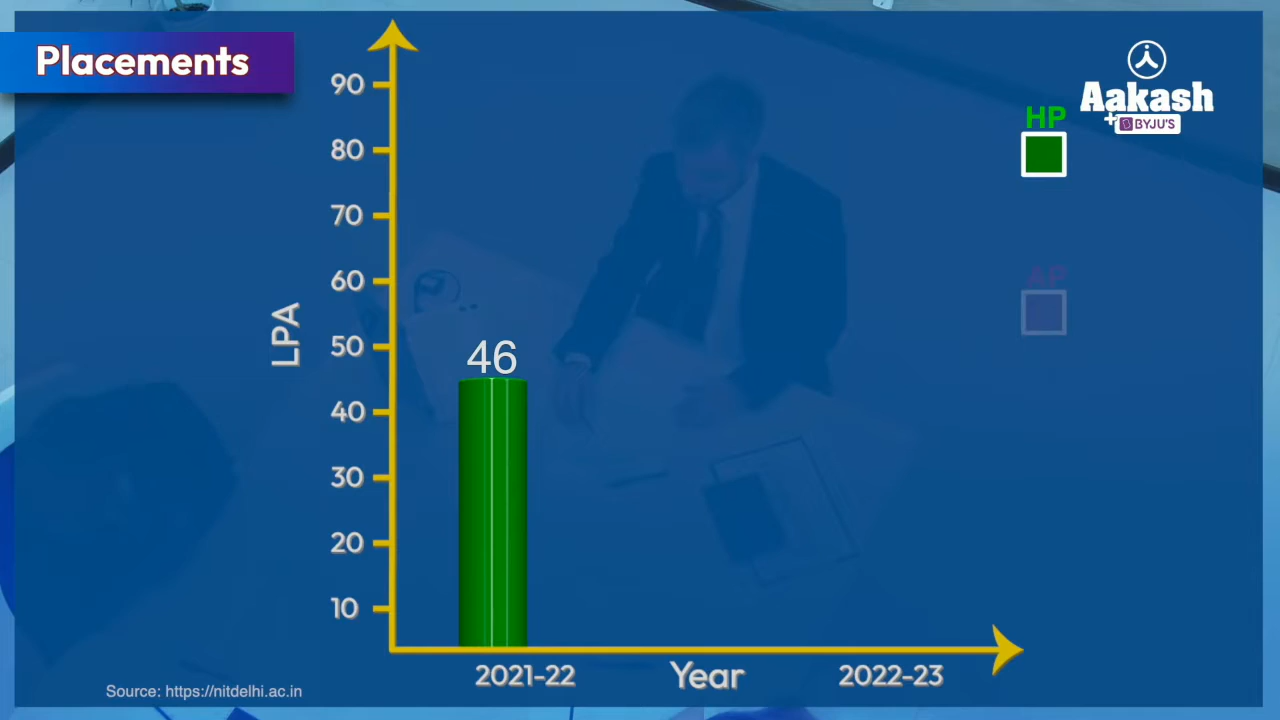 Placements
Aakash
+ BYJU'S
HP
AP
90
80
70
60
50
40
30
20
10
LPA
46
2021-22
Year
2022-23
Source: https://nitdelhi.ac.in